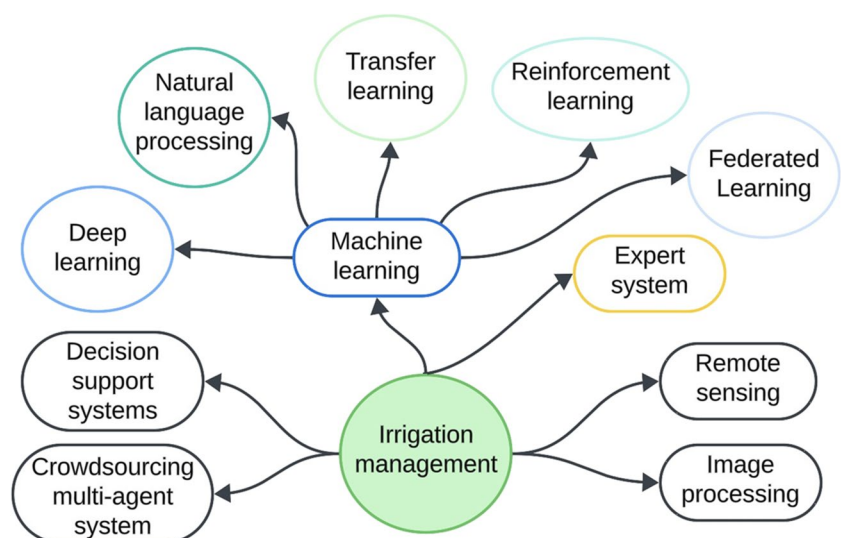 Natural
language
processing
Transfer
learning
Reinforcement
learning
Federated
Learning
Deep
learning
Machine
learning
Expert
system
Decision
support
systems
Remote
sensing
Irrigation
management
Crowdsourcing
multi-agent
system
Image
processing